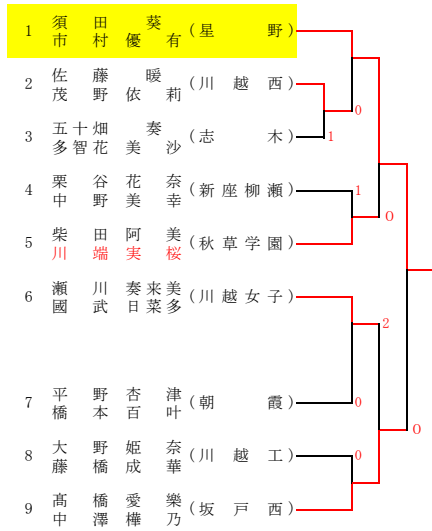 1 須田葵 (星野)
市村優有
2 佐藤暖 (川越西)
茂野依莉
0
3 五十畑奏 (志木) 1
多智花美沙
4 栗谷花奈 (新座柳瀬) 1
中野美幸
0
5 柴田阿美 (秋草学園)
川端実桜
6 瀬川奏来美 (川越女子)
國武日菜多
2
7 平野杏津 (朝霞) 0
橋本百叶
0
8 大野姫奈 (川越工) 0
藤橋成華
9 髙橋愛樂 (坂戸西)
中澤樺乃